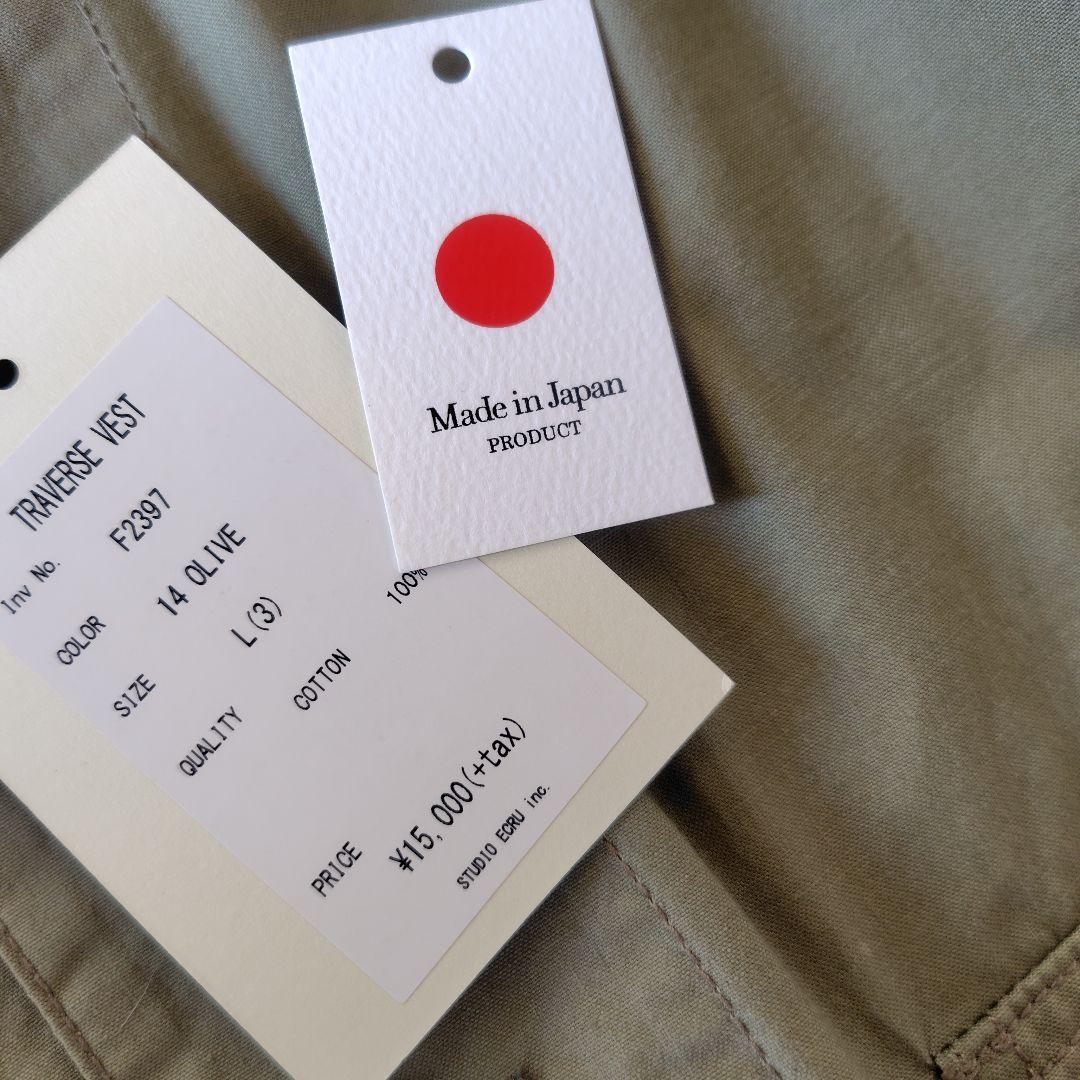 Made in Japan
PRODUCT
TRAVERSE VEST
Inv No. F2397
COLOR 14 OLIVE
SIZE L(3)
QUALITY COTTON 100%
PRICE ¥15,000(+tax)
STUDIO ECRU inc.